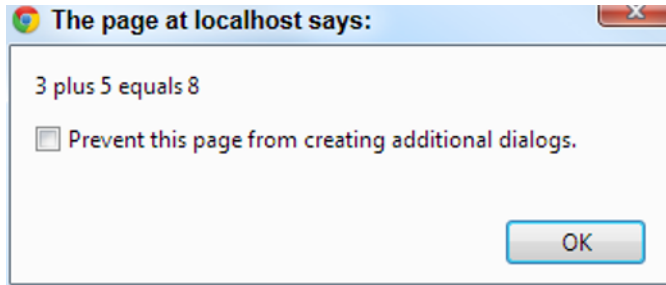 The page at localhost says:
3 plus 5 equals 8
Prevent this page from creating additional dialogs.
OK